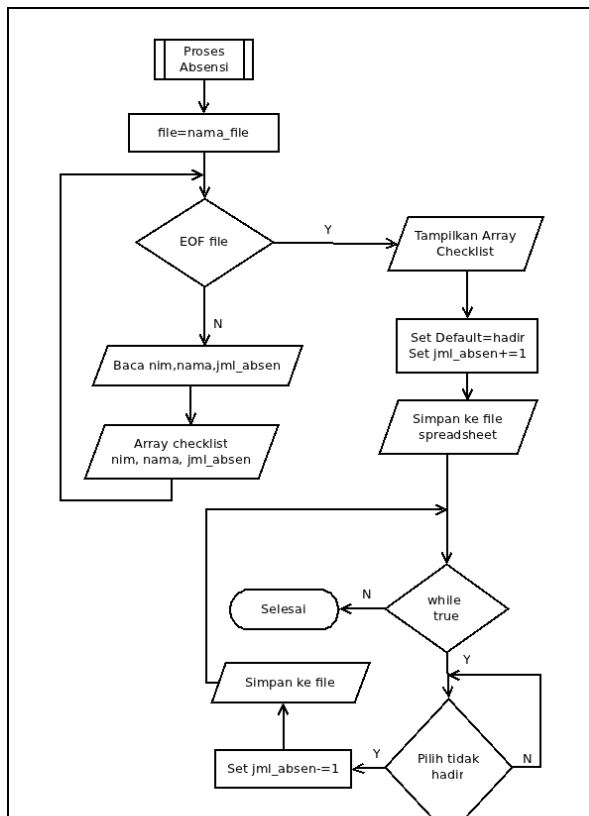 Proses
Absensi
file=nama_file
EOF file
Y
N
Tampilkan Array
Checklist
Baca nim,nama,jml_absen
Set Default=hadir
Set jml_absen+=1
Array checklist
nim, nama, jml_absen
Simpan ke file
spreadsheet
while
true
N
Selesai
Y
Simpan ke file
Pilih tidak
hadir
N
Y
Set jml_absen-=1